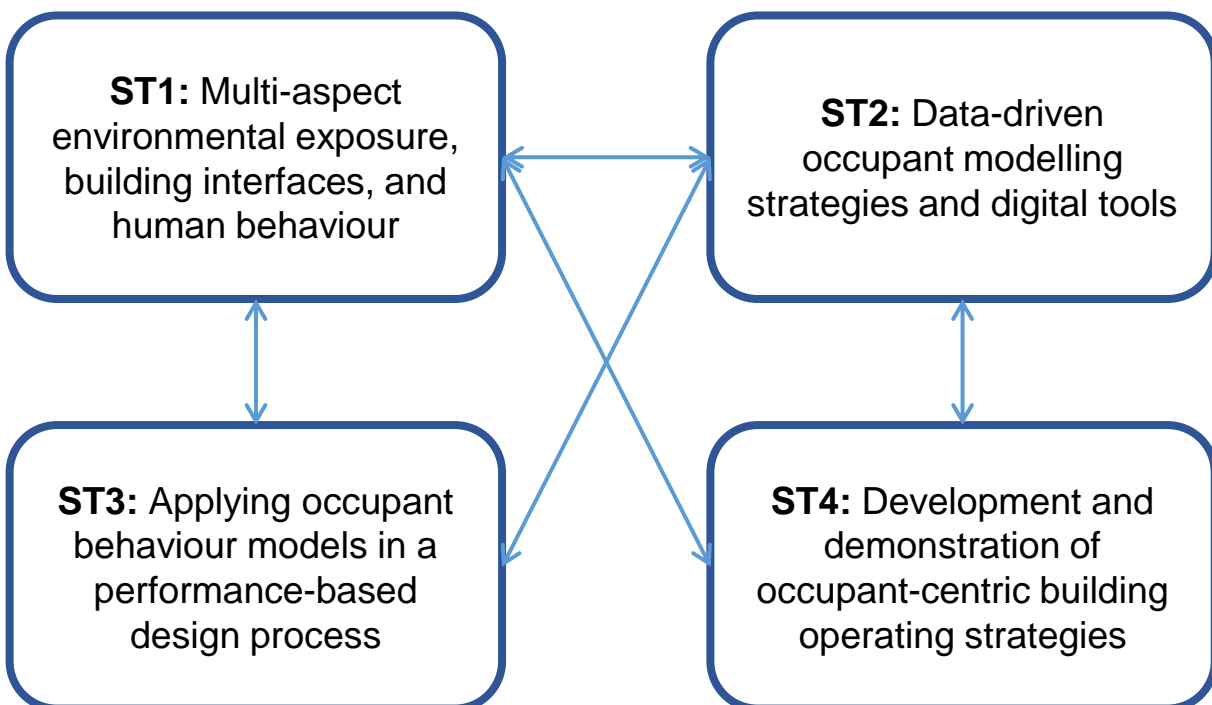 ST1: Multi-aspect
environmental exposure,
building interfaces, and
human behaviour
ST2: Data-driven
occupant modelling
strategies and digital tools
ST3: Applying occupant
behaviour models in a
performance-based
design process
ST4: Development and
demonstration of
occupant-centric building
operating strategies